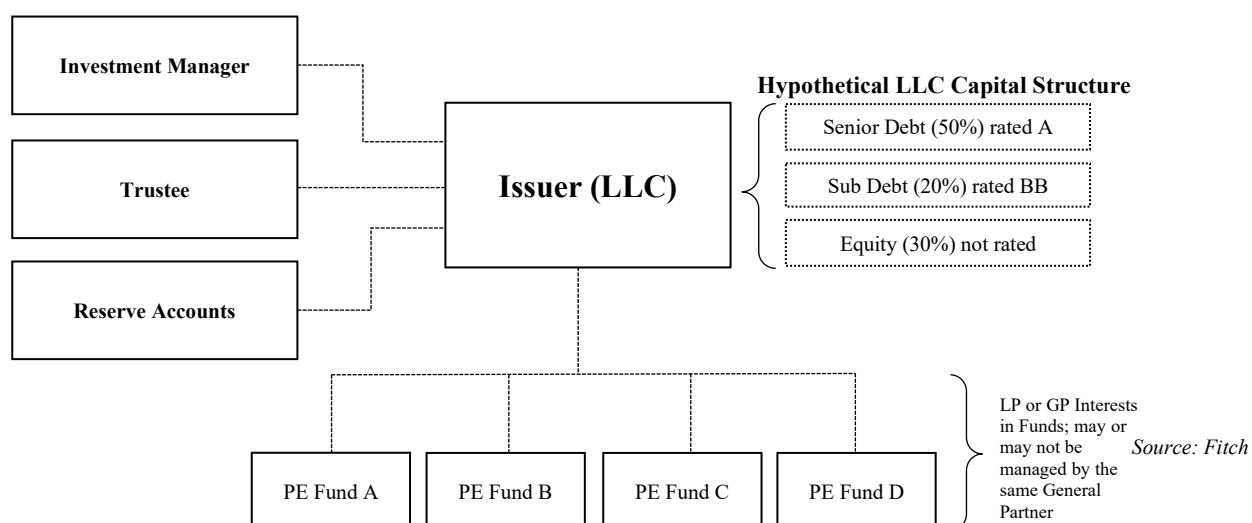 Investment Manager
Trustee
Reserve Accounts
Issuer (LLC)
Hypothetical LLC Capital Structure
Senior Debt (50%) rated A
Sub Debt (20%) rated BB
Equity (30%) not rated
PE Fund A
PE Fund B
PE Fund C
PE Fund D
LP or GP Interests
in Funds; may or
may not be
managed by the
same General
Partner
Source: Fitch